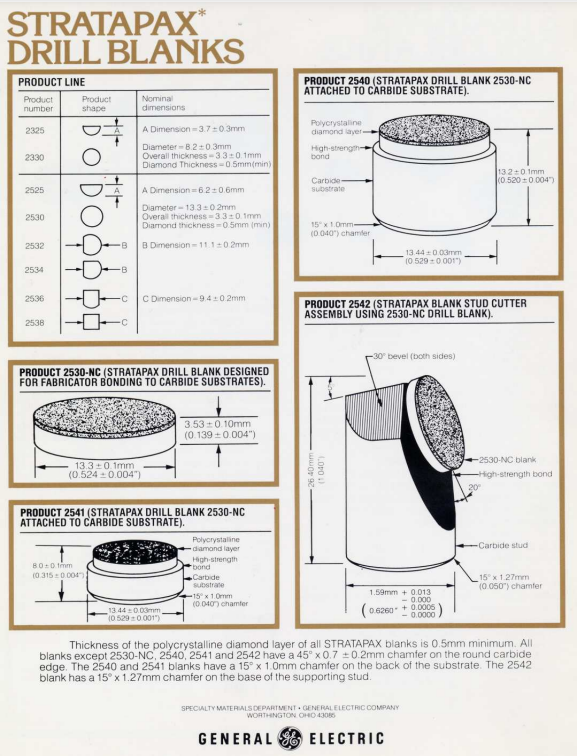 STRATAPAX*
DRILL BLANKS
PRODUCT LINE
Product number
Product shape
Nominal dimensions
2325
A
A Dimension = 3.7 ± 0.3mm
2330
Diameter = 8.2 ± 0.3mm
Overall thickness = 3.3 ± 0.1mm
Diamond Thickness = 0.5mm (min)
2525
A
A Dimension = 6.2 ± 0.6mm
2530
Diameter = 13.3 ± 0.2mm
Overall thickness = 3.3 ± 0.1mm
Diamond thickness = 0.5mm (min)
2532
B
B Dimension = 11.1 ± 0.2mm
2534
B
2536
C
C Dimension = 9.4 ± 0.2mm
2538
C
PRODUCT 2530-NC (STRATAPAX DRILL BLANK DESIGNED
FOR FABRICATOR BONDING TO CARBIDE SUBSTRATES).
3.53 ± 0.10mm
(0.139 ± 0.004")
13.3 ± 0.1mm
(0.524 ± 0.004")
PRODUCT 2541 (STRATAPAX DRILL BLANK 2530-NC
ATTACHED TO CARBIDE SUBSTRATE).
Polycrystalline
diamond layer
High-strength
bond
Carbide
substrate
15° x 1.0mm
(0.040") chamfer
8.0 ± 0.1mm
(0.315 ± 0.004")
13.44 ± 0.03mm
(0.529 ± 0.001")
PRODUCT 2540 (STRATAPAX DRILL BLANK 2530-NC
ATTACHED TO CARBIDE SUBSTRATE).
Polycrystalline
diamond layer
High-strength
bond
Carbide
substrate
15° x 1.0mm
(0.040") chamfer
13.2 ± 0.1mm
(0.520 ± 0.004")
13.44 ± 0.03mm
(0.529 ± 0.001")
PRODUCT 2542 (STRATAPAX BLANK STUD CUTTER
ASSEMBLY USING 2530-NC DRILL BLANK).
30° bevel (both sides)
26.40mm
(1.040")
2530-NC blank
High-strength bond
20°
Carbide stud
15° x 1.27mm
(0.050") chamfer
1.59mm + 0.013
- 0.000
(0.6260" + 0.0005
- 0.0000)
Thickness of the polycrystalline diamond layer of all STRATAPAX blanks is 0.5mm minimum. All
blanks except 2530-NC, 2540, 2541 and 2542 have a 45° x 0.7 ± 0.2mm chamfer on the round carbide
edge. The 2540 and 2541 blanks have a 15° x 1.0mm chamfer on the back of the substrate. The 2542
blank has a 15° x 1.27mm chamfer on the base of the supporting stud.
SPECIALTY MATERIALS DEPARTMENT • GENERAL ELECTRIC COMPANY
WORTHINGTON, OHIO 43085
GENERAL GE ELECTRIC